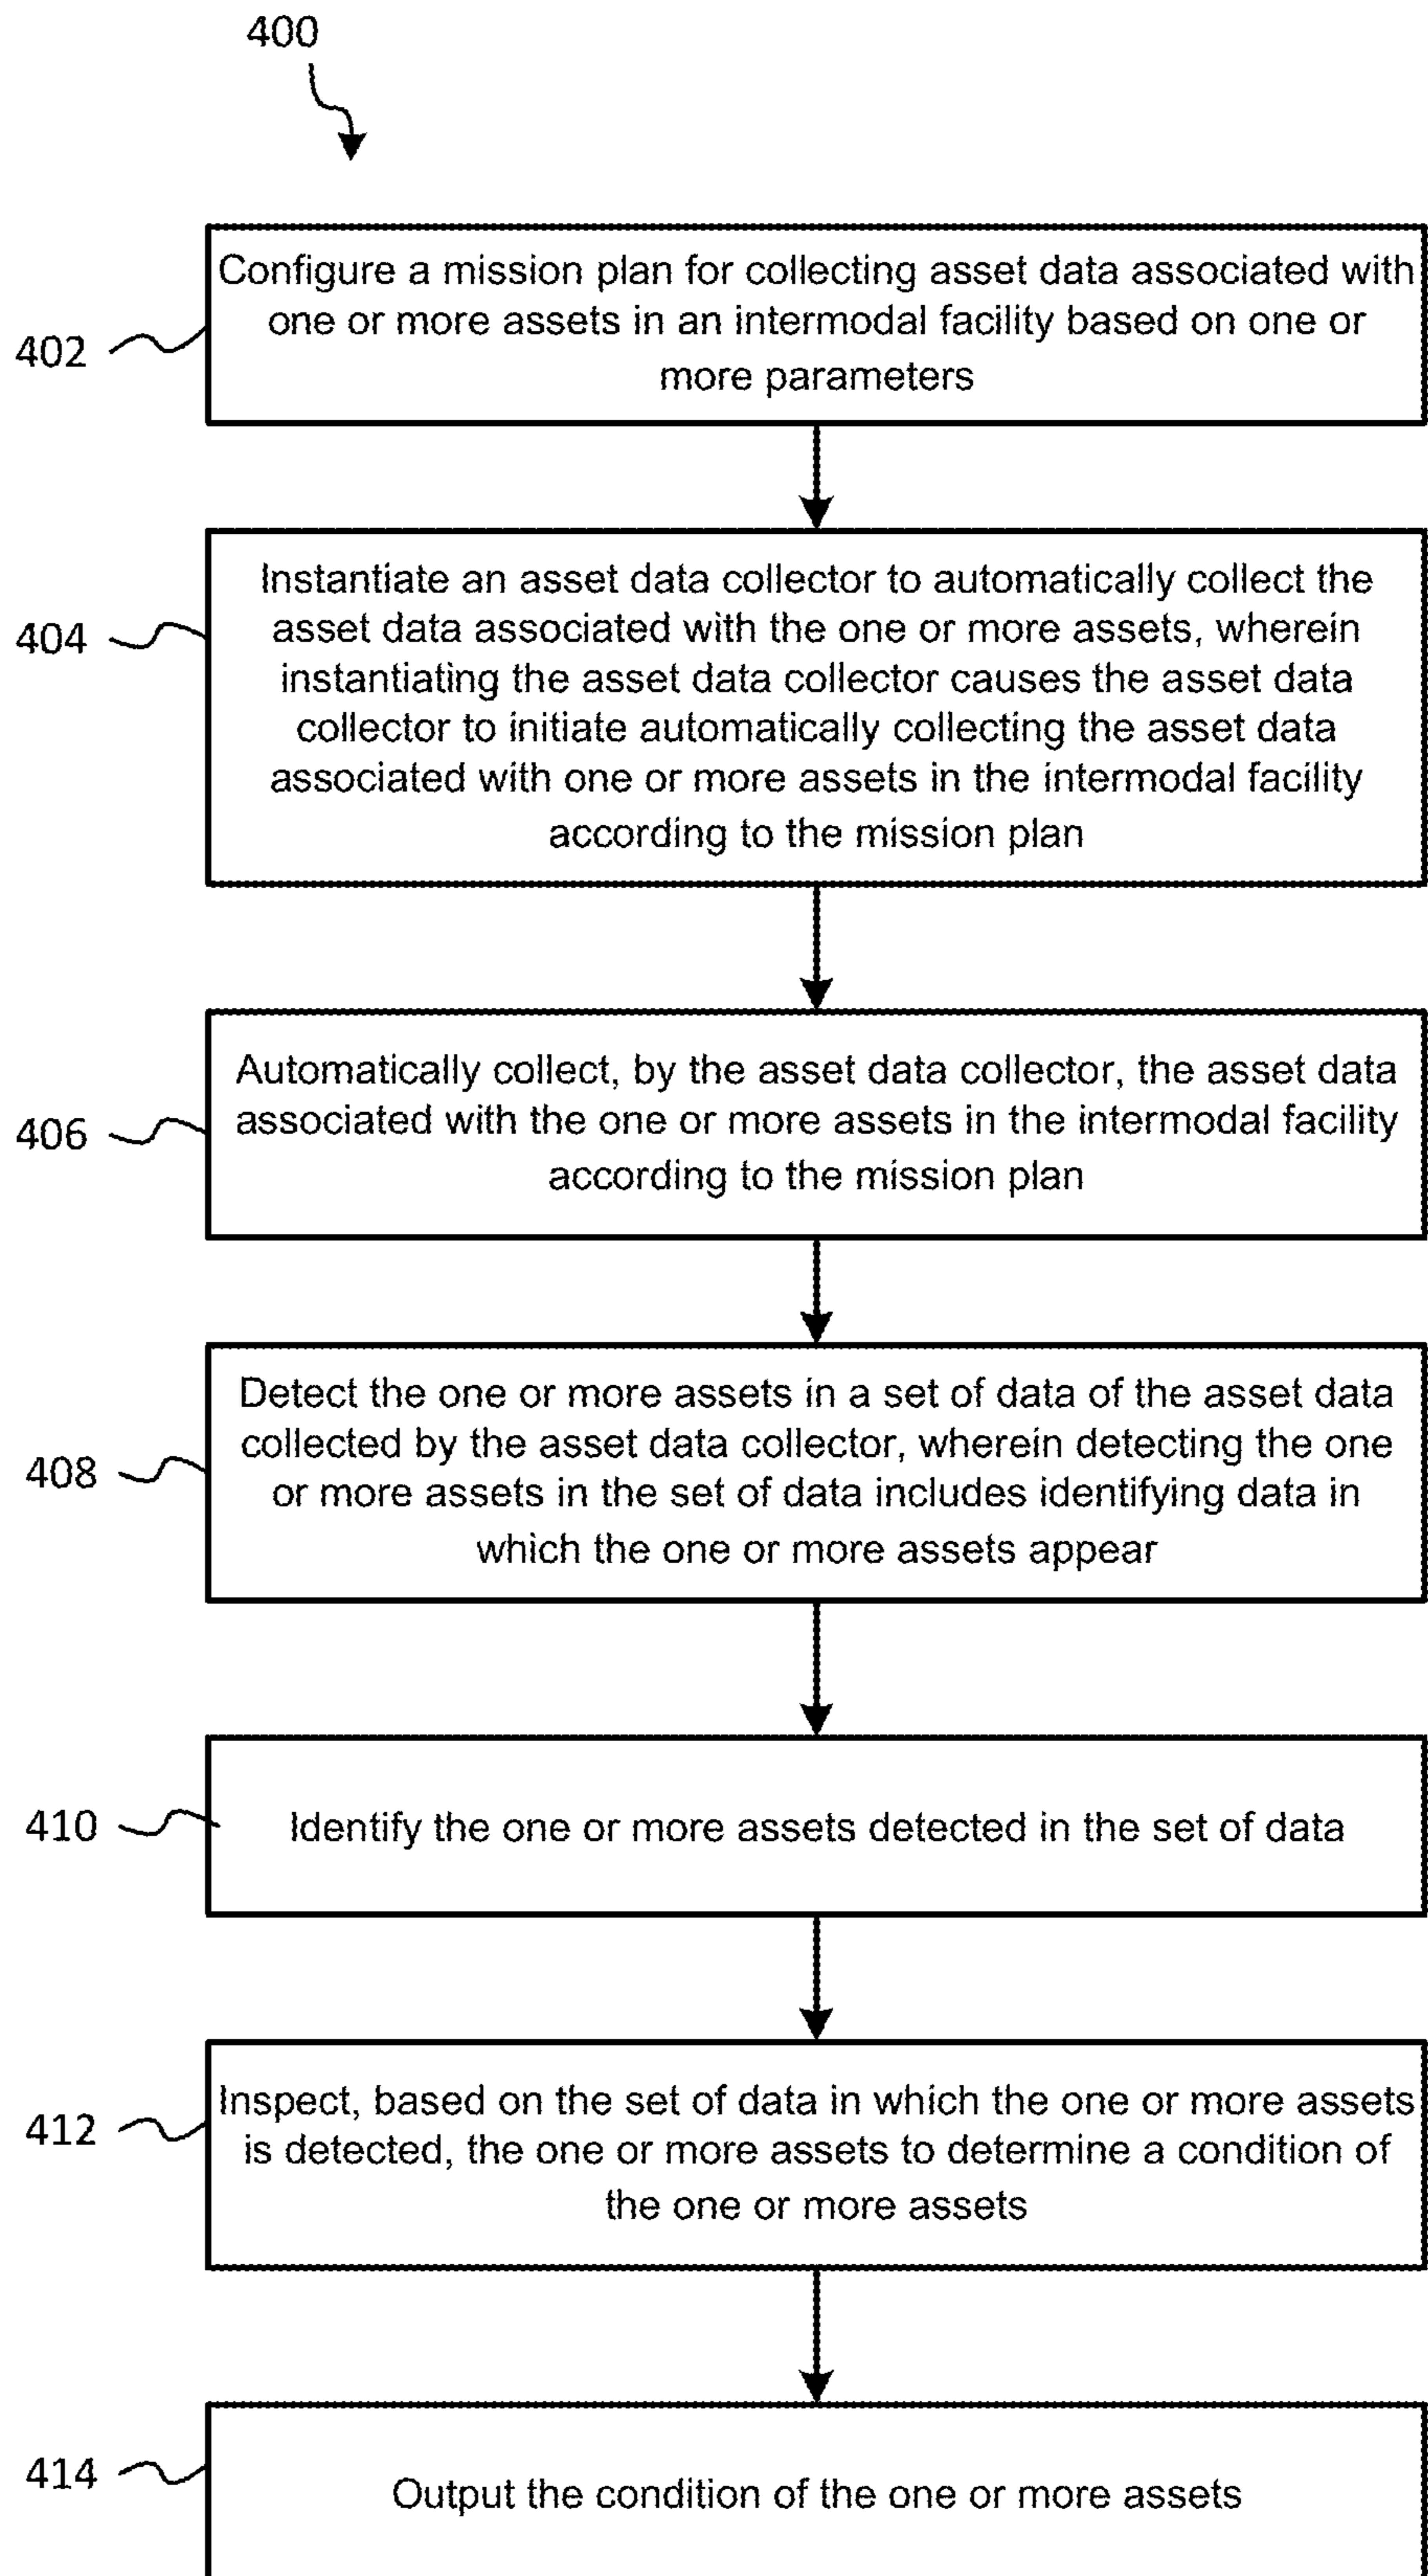 400
402
Configure a mission plan for collecting asset data associated with
one or more assets in an intermodal facility based on one or
more parameters
404
Instantiate an asset data collector to automatically collect the
asset data associated with the one or more assets, wherein
instantiating the asset data collector causes the asset data
collector to initiate automatically collecting the asset data
associated with one or more assets in the intermodal facility
according to the mission plan
406
Automatically collect, by the asset data collector, the asset data
associated with the one or more assets in the intermodal facility
according to the mission plan
408
Detect the one or more assets in a set of data of the asset data
collected by the asset data collector, wherein detecting the one
or more assets in the set of data includes identifying data in
which the one or more assets appear
410
Identify the one or more assets detected in the set of data
412
Inspect, based on the set of data in which the one or more assets
is detected, the one or more assets to determine a condition of
the one or more assets
414
Output the condition of the one or more assets